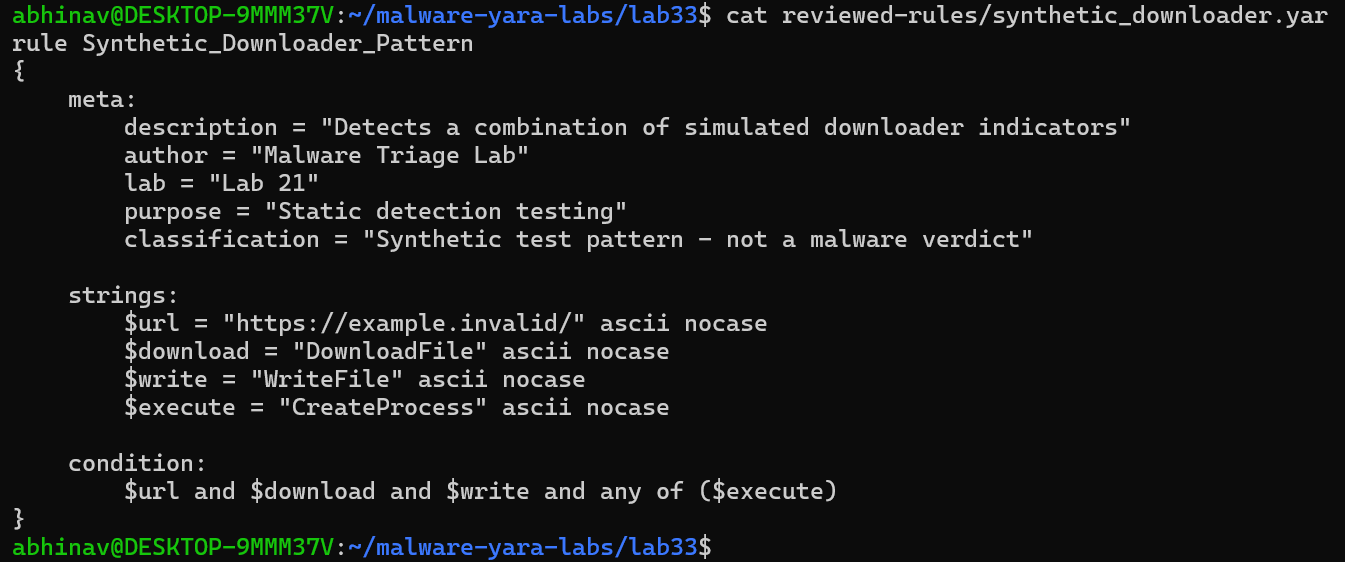 abhinav@DESKTOP-9MMM37V:~/malware-yara-labs/lab33$ cat reviewed-rules/synthetic_downloader.yar
rule Synthetic_Downloader_Pattern
{
    meta:
        description = "Detects a combination of simulated downloader indicators"
        author = "Malware Triage Lab"
        lab = "Lab 21"
        purpose = "Static detection testing"
        classification = "Synthetic test pattern - not a malware verdict"

    strings:
        $url = "https://example.invalid/" ascii nocase
        $download = "DownloadFile" ascii nocase
        $write = "WriteFile" ascii nocase
        $execute = "CreateProcess" ascii nocase

    condition:
        $url and $download and $write and any of ($execute)
}
abhinav@DESKTOP-9MMM37V:~/malware-yara-labs/lab33$